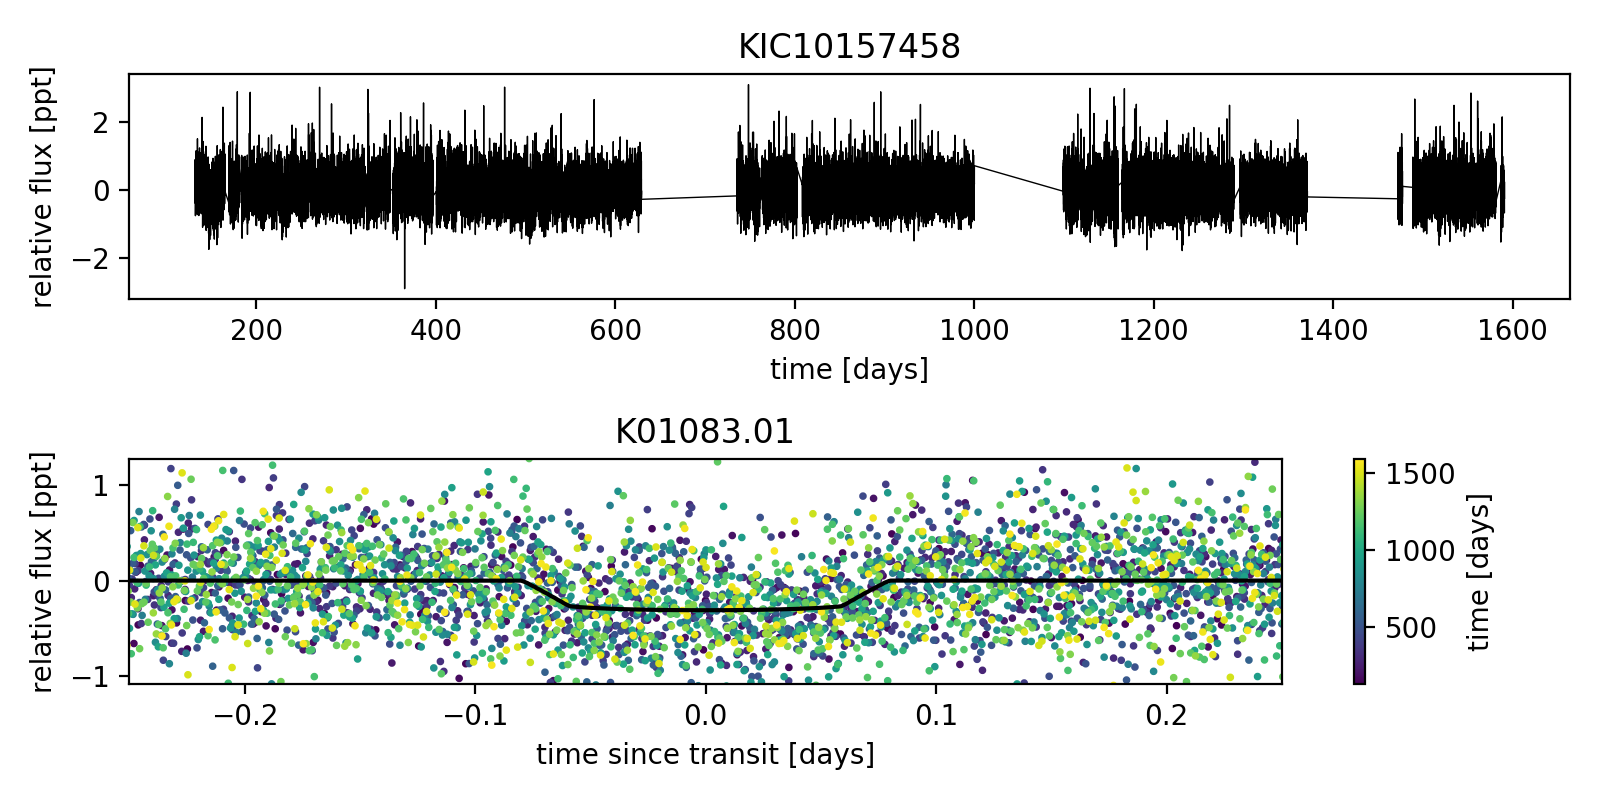 KIC10157458
relative flux [ppt]
2
0
−2
200 400 600 800 1000 1200 1400 1600
time [days]
K01083.01
relative flux [ppt]
1
0
−1
−0.2 −0.1 0.0 0.1 0.2
time since transit [days]
1500
1000
500
time [days]